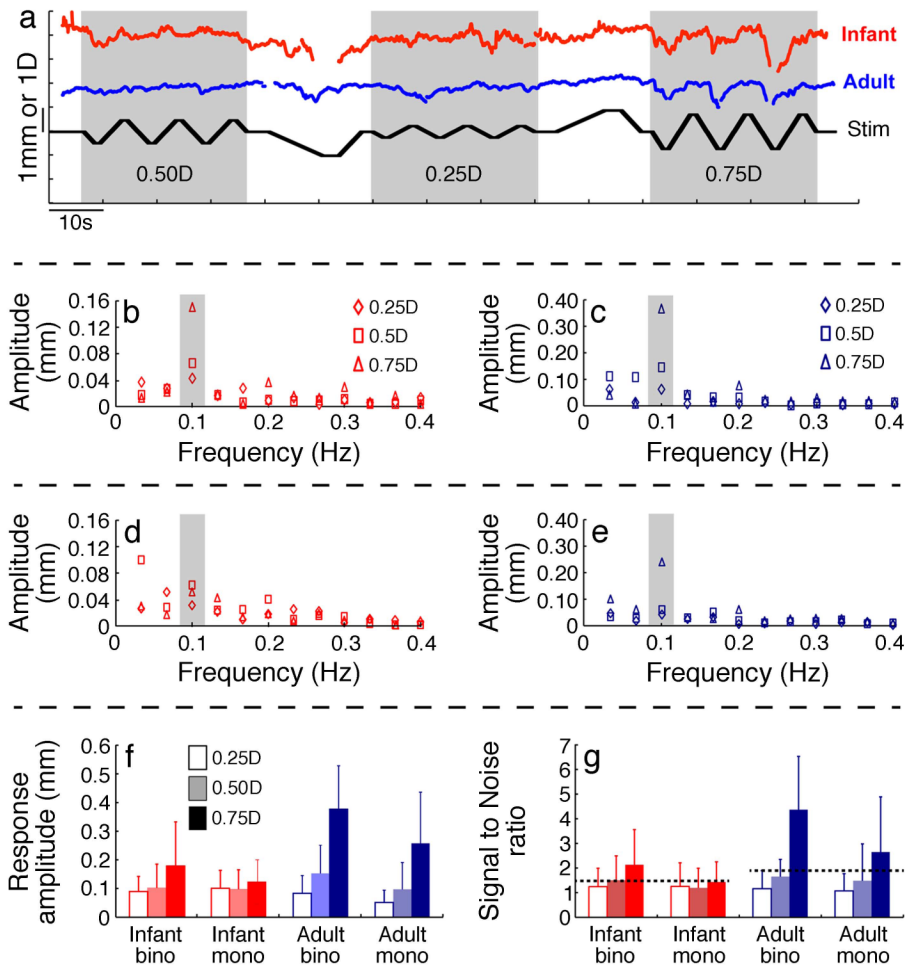 a
Infant
Adult
Stim
1mm or 1D
0.50D
0.25D
0.75D
10s
b
0.16
0.12
0.08
0.04
0
0.1
0.2
0.3
0.4
Amplitude
(mm)
Frequency (Hz)
0.25D
0.5D
0.75D
c
0.40
0.30
0.20
0.10
0
0
0.1
0.2
0.3
0.4
Amplitude
(mm)
Frequency (Hz)
0.25D
0.5D
0.75D
d
0.16
0.12
0.08
0.04
0
0
0.1
0.2
0.3
0.4
Amplitude
(mm)
Frequency (Hz)
e
0.40
0.30
0.20
0.10
0
0
0.1
0.2
0.3
0.4
Amplitude
(mm)
Frequency (Hz)
f
0.6
0.5
0.4
0.3
0.2
0.1
0
Response
amplitude (mm)
0.25D
0.50D
0.75D
Infant
bino
Infant
mono
Adult
bino
Adult
mono
g
7
6
5
4
3
2
1
0
Signal to Noise
ratio
Infant
bino
Infant
mono
Adult
bino
Adult
mono